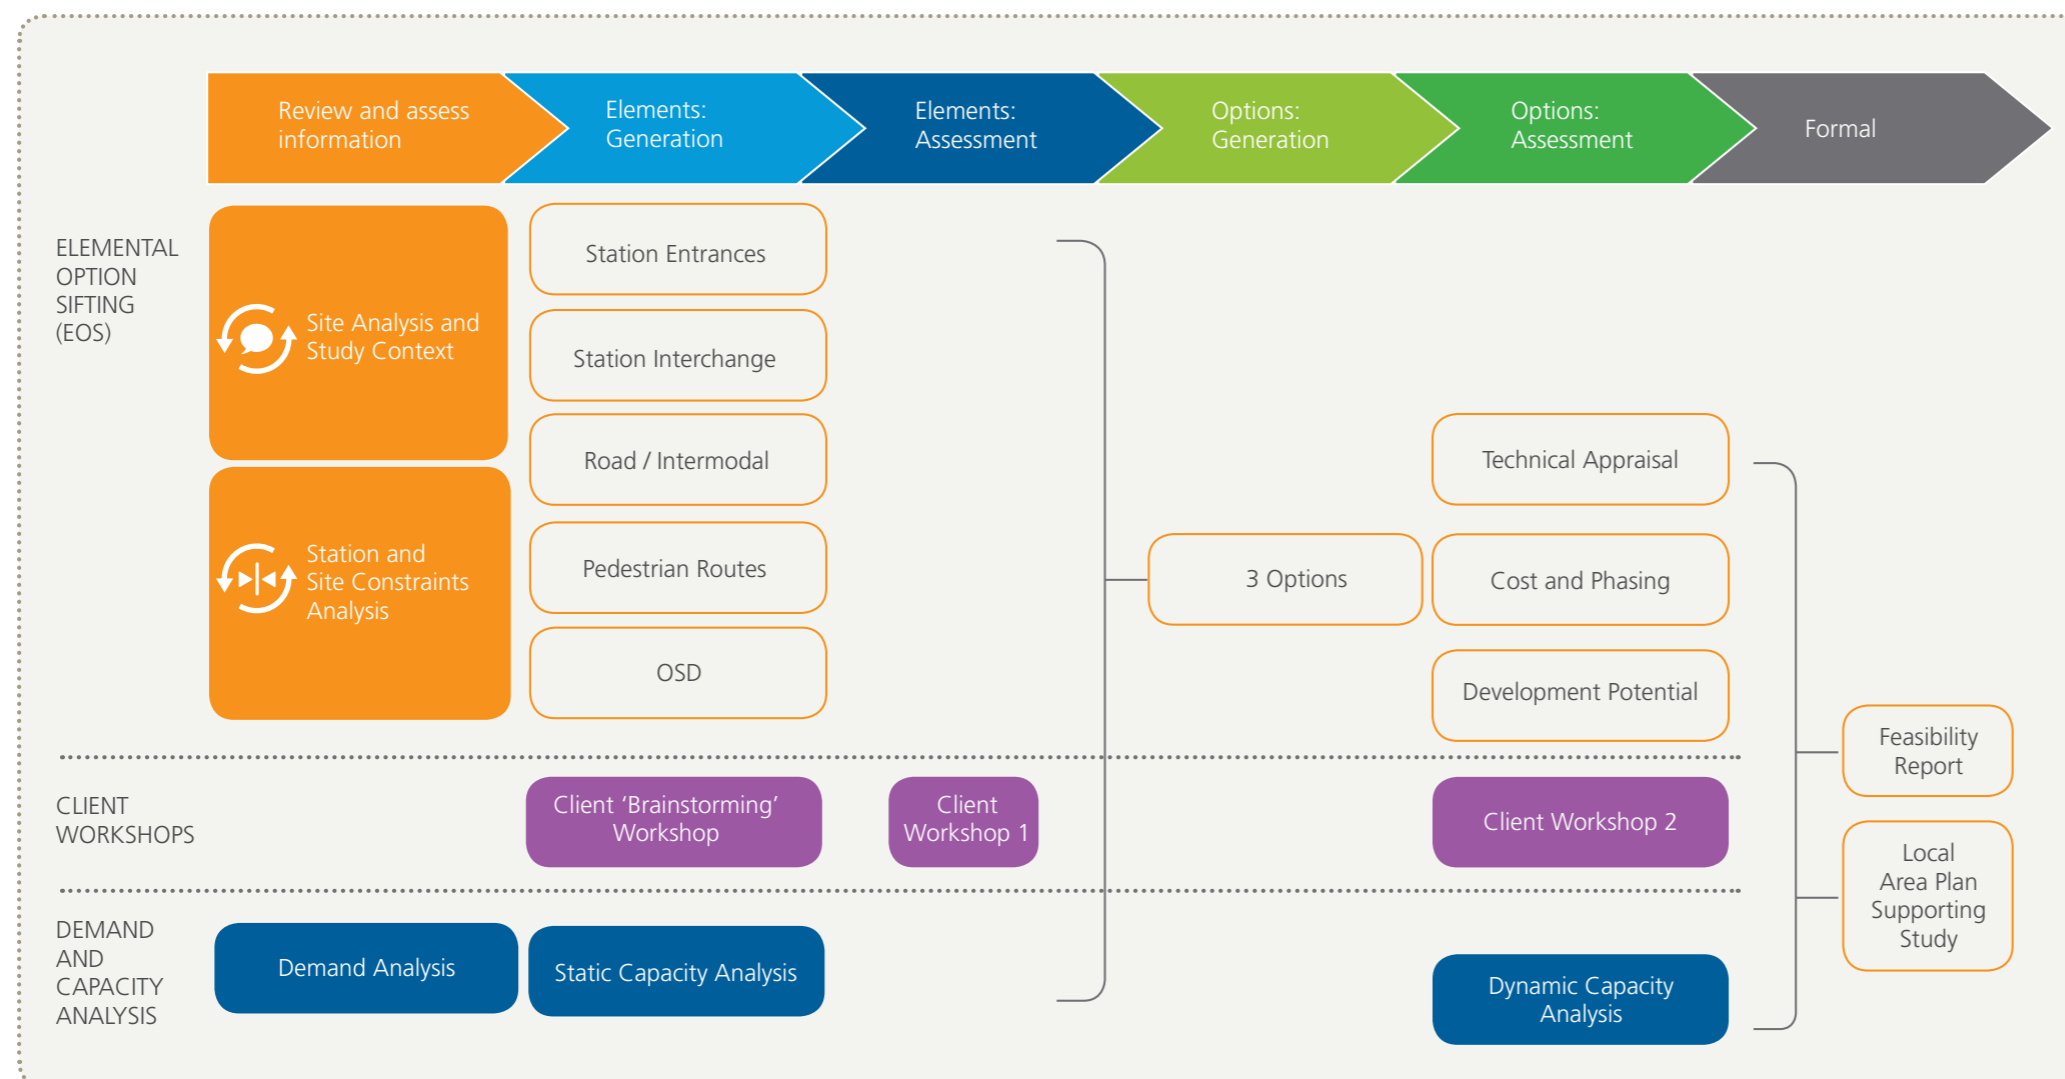 Review and assess
information
Elements:
Generation
Elements:
Assessment
Options:
Generation
Options:
Assessment
Formal
ELEMENTAL
OPTION
SIFTING
(EOS)
Site Analysis and
Study Context
Station and
Site Constraints
Analysis
Station Entrances
Station Interchange
Road / Intermodal
Pedestrian Routes
OSD
3 Options
Technical Appraisal
Cost and Phasing
Development Potential
CLIENT
WORKSHOPS
Client ‘Brainstorming’
Workshop
Client
Workshop 1
Client Workshop 2
DEMAND
AND
CAPACITY
ANALYSIS
Demand Analysis
Static Capacity Analysis
Dynamic Capacity
Analysis
Feasibility
Report
Local
Area Plan
Supporting
Study